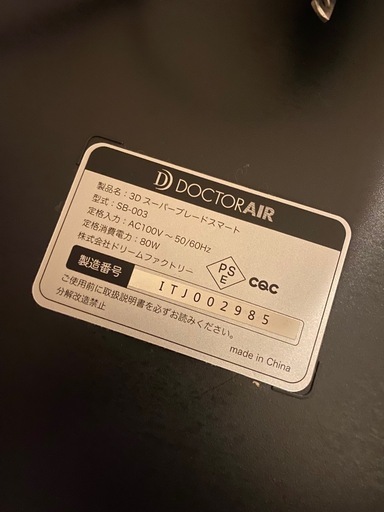 DOCTORAIR
製品名：3Dスーパーブレードスマート
型式：SB-003
定格入力：AC100V～50/60Hz
定格消費電力：80W
株式会社ドリームファクトリー
PSE
CQC
製造番号 ITJ002985
ご使用前に取扱説明書を必ずお読みください。
分解改造禁止
made in China